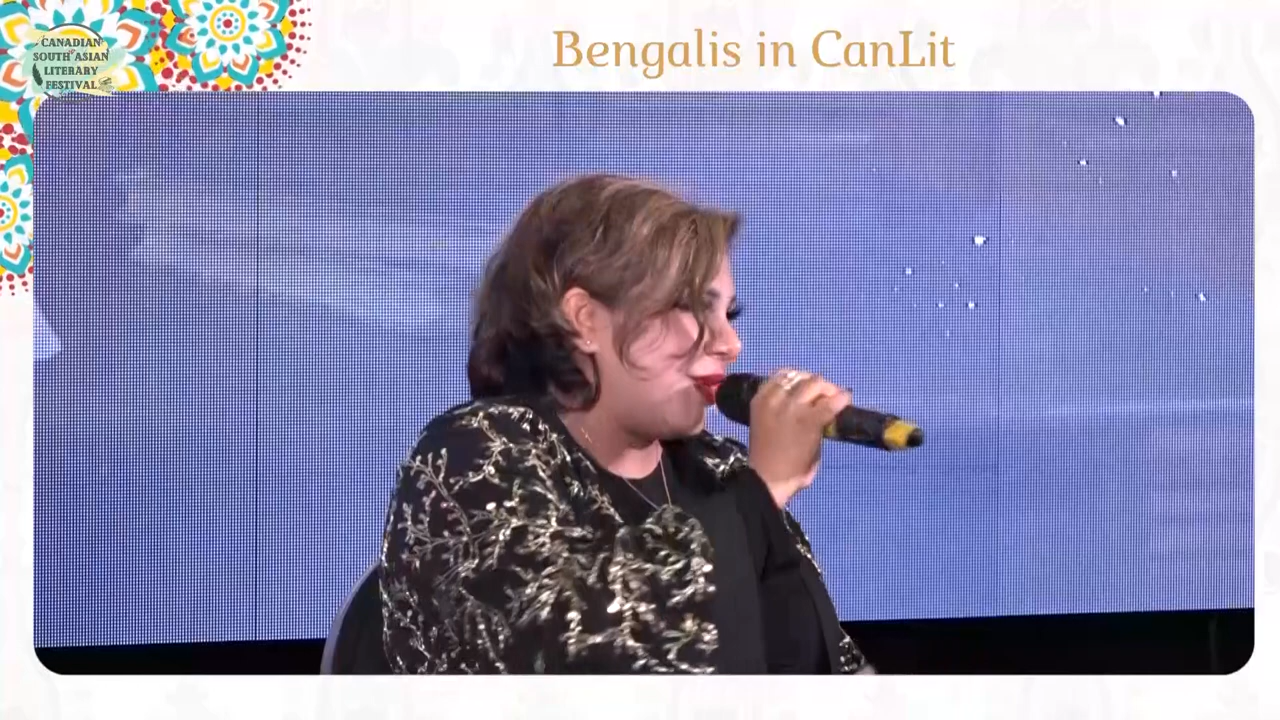 CANADIAN
SOUTH ASIAN
LITERARY
FESTIVAL
Bengalis in CanLit